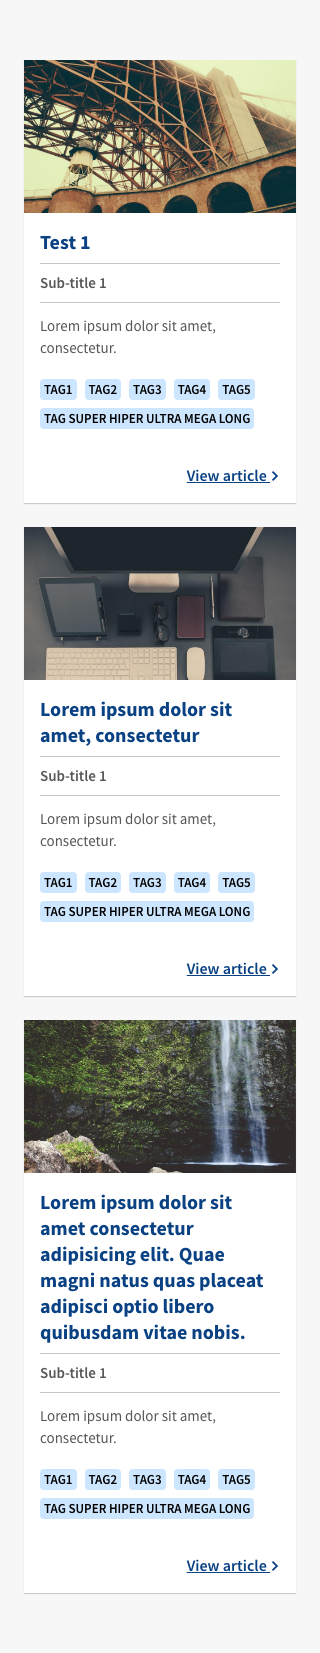 Test 1
Sub-title 1
Lorem ipsum dolor sit amet,
consectetur.
TAG1 TAG2 TAG3 TAG4 TAG5
TAG SUPER HIPER ULTRA MEGA LONG
View article
Lorem ipsum dolor sit
amet, consectetur
Sub-title 1
Lorem ipsum dolor sit amet,
consectetur.
TAG1 TAG2 TAG3 TAG4 TAG5
TAG SUPER HIPER ULTRA MEGA LONG
View article
Lorem ipsum dolor sit
amet consectetur
adipisicing elit. Quae
magni natus quas placeat
adipisci optio libero
quibusdam vitae nobis.
Sub-title 1
Lorem ipsum dolor sit amet,
consectetur.
TAG1 TAG2 TAG3 TAG4 TAG5
TAG SUPER HIPER ULTRA MEGA LONG
View article